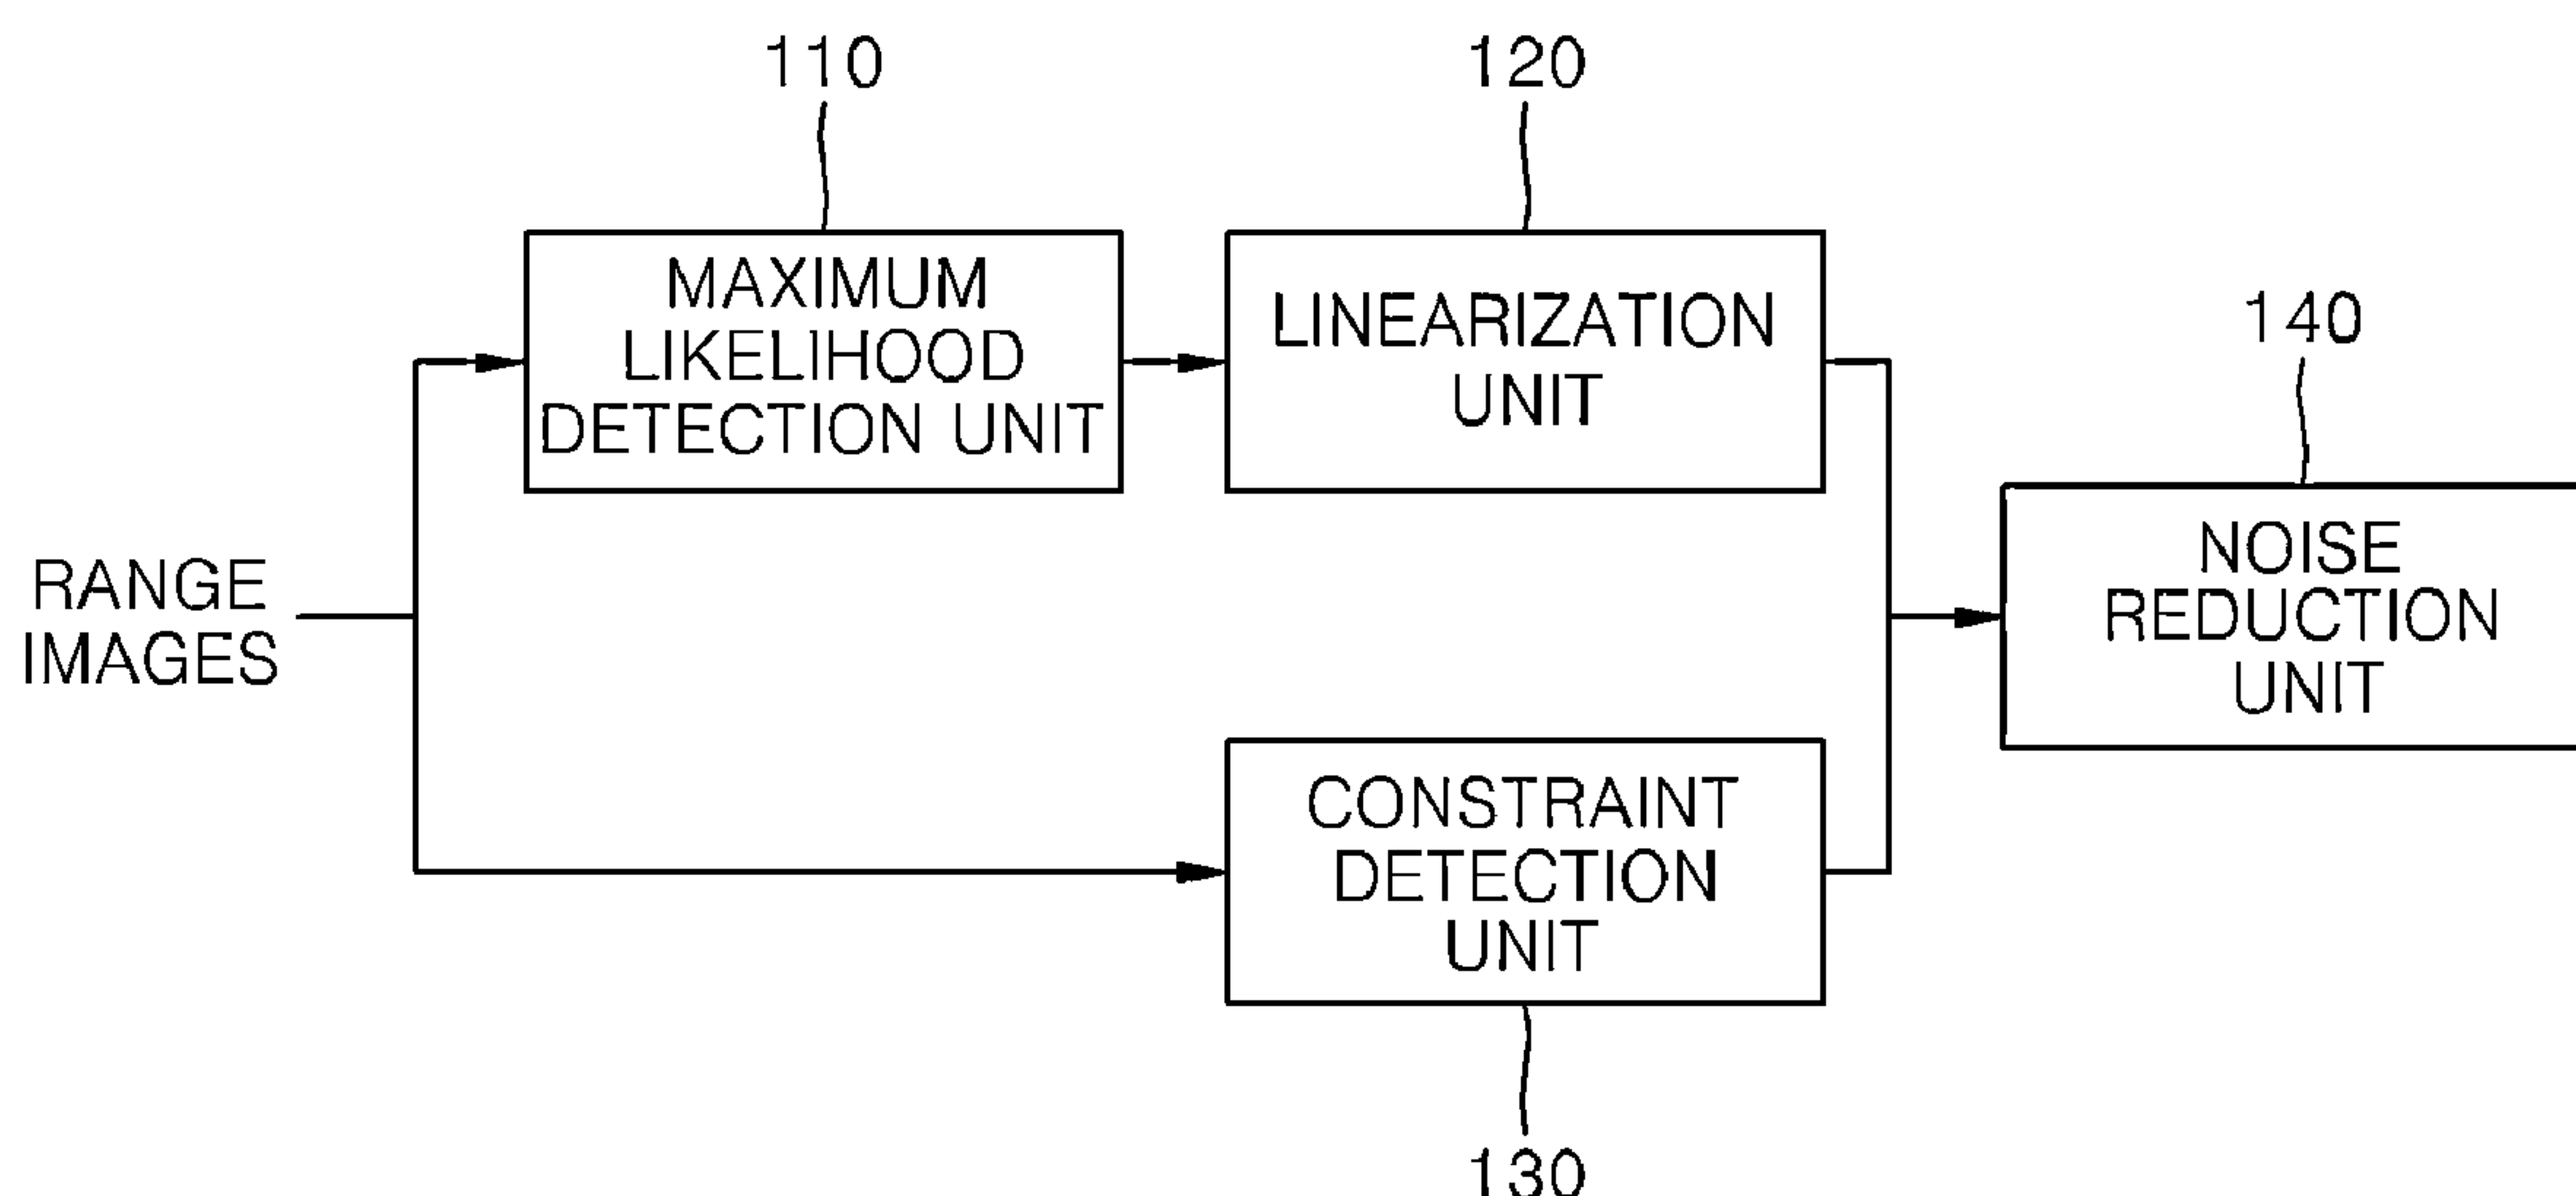 110
120
MAXIMUM
LIKELIHOOD
DETECTION UNIT
LINEARIZATION
UNIT
140
RANGE
IMAGES
NOISE
REDUCTION
UNIT
CONSTRAINT
DETECTION
UNIT
130